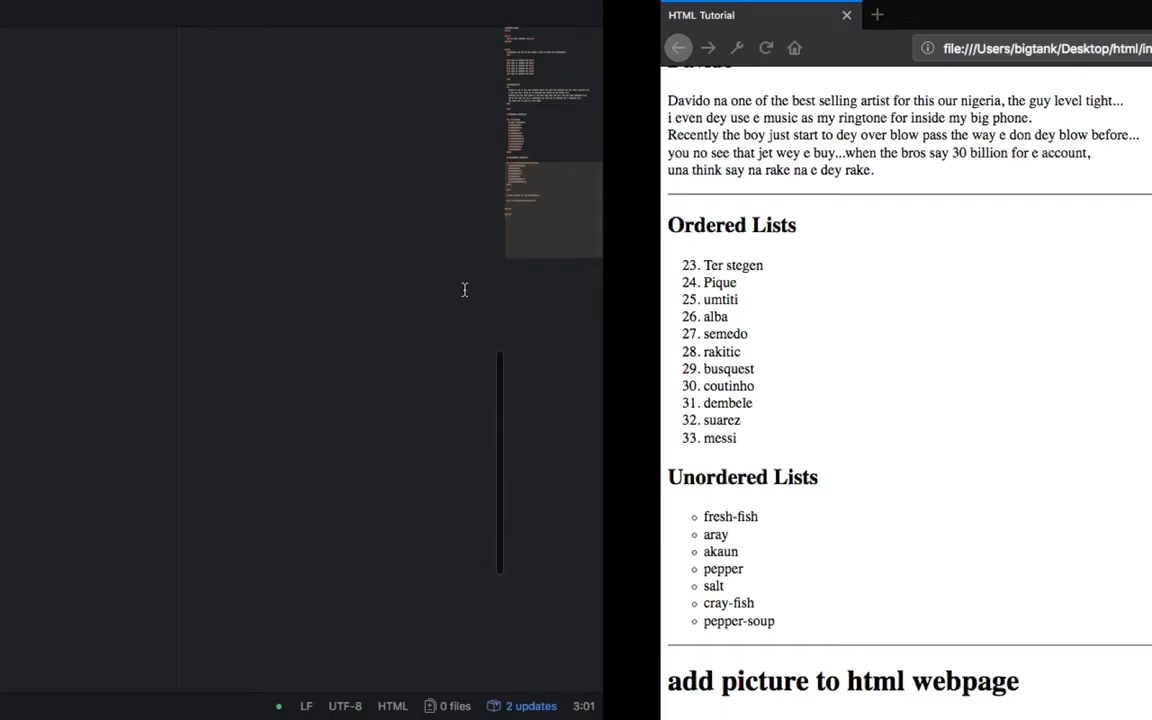 HTML Tutorial
file:///Users/bigtank/Desktop/html/in
Davido na one of the best selling artist for this our nigeria, the guy level tight...
i even dey use e music as my ringtone for inside my big phone.
Recently the boy just start to dey over blow pass the way e don dey blow before...
you no see that jet wey e buy...when the bros say 30 billion for e account,
una think say na rake na e dey rake.
Ordered Lists
23. Ter stegen
24. Pique
25. umtiti
26. alba
27. semedo
28. rakitic
29. busquest
30. coutinho
31. dembele
32. suarez
33. messi
Unordered Lists
fresh-fish
aray
akaun
pepper
salt
cray-fish
pepper-soup
add picture to html webpage
LF UTF-8 HTML 0 files 2 updates 3:01